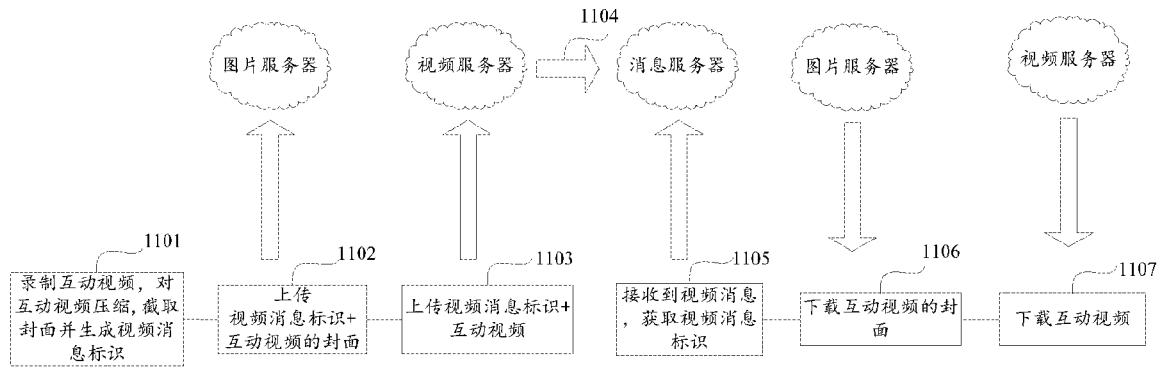 1104
图片服务器
视频服务器
消息服务器
图片服务器
视频服务器
1101
录制互动视频，对
互动视频压缩，截取
封面并生成视频消
息标识
1102
上传
视频消息标识+
互动视频的封面
1103
上传视频消息标识+
互动视频
1105
接收到视频消息
，获取视频消息
标识
1106
下载互动视频的封
面
1107
下载互动视频